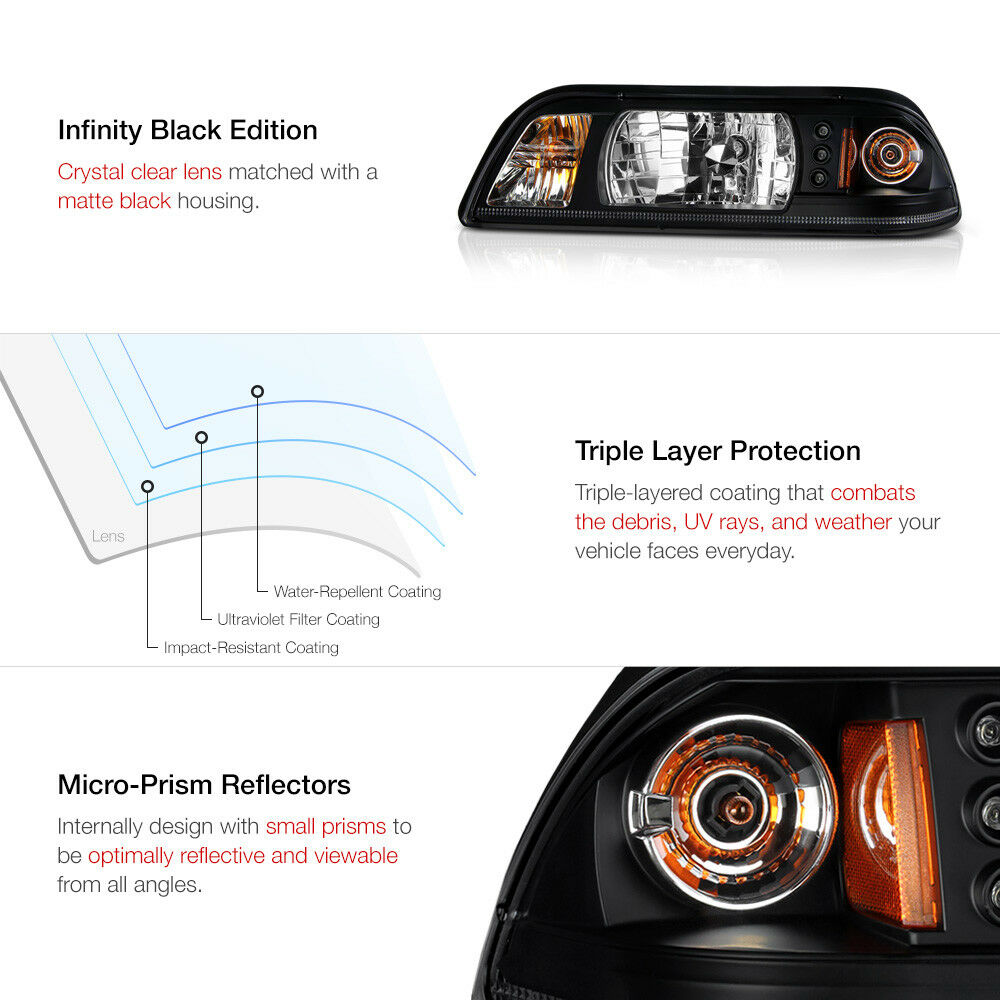 Infinity Black Edition
Crystal clear lens matched with a
matte black housing.
Lens
Water-Repellent Coating
Ultraviolet Filter Coating
Impact-Resistant Coating
Triple Layer Protection
Triple-layered coating that combats
the debris, UV rays, and weather your
vehicle faces everyday.
Micro-Prism Reflectors
Internally design with small prisms to
be optimally reflective and viewable
from all angles.